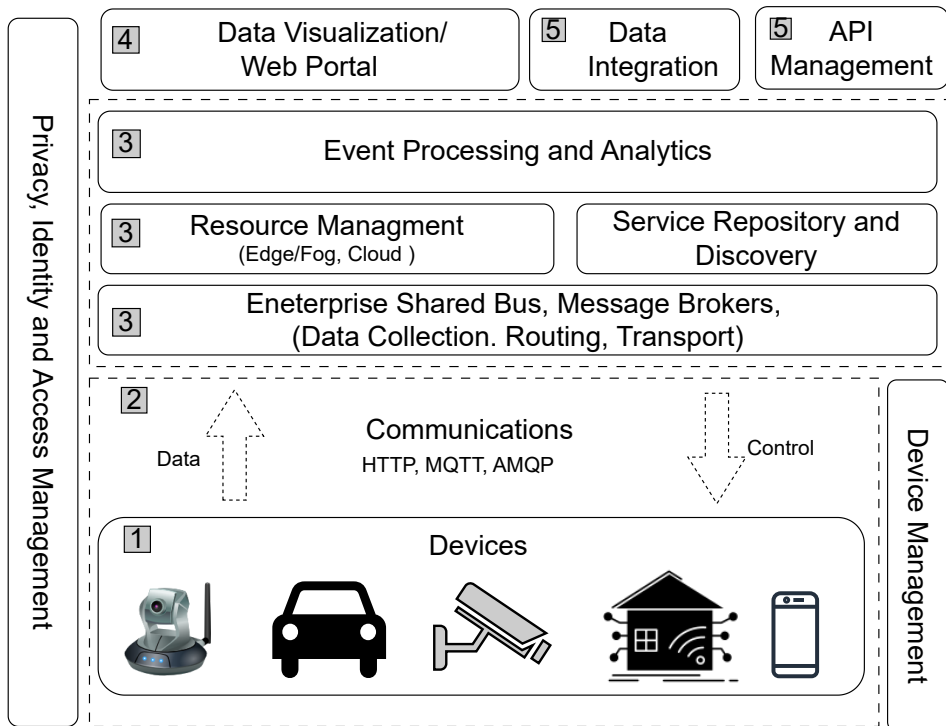 4
Data Visualization/
Web Portal
5
Data
Integration
5
API
Management
Privacy, Identity and Access Management
3
Event Processing and Analytics
3
Resource Managment
(Edge/Fog, Cloud )
Service Repository and
Discovery
3
Eneterprise Shared Bus, Message Brokers,
(Data Collection. Routing, Transport)
2
Communications
HTTP, MQTT, AMQP
Data
Control
Device Management
1
Devices